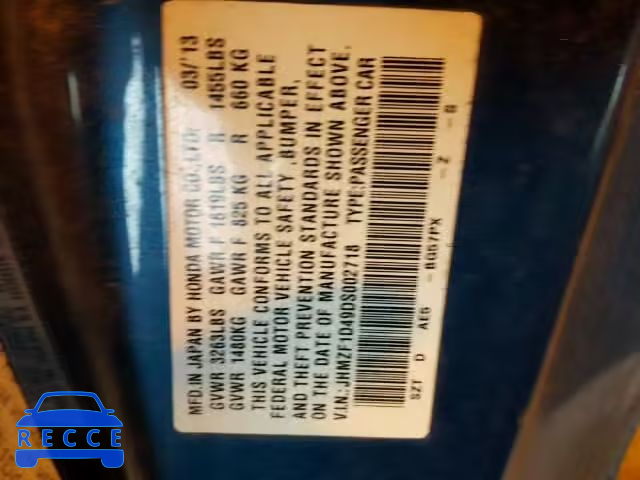 MFD. IN JAPAN BY HONDA MOTOR CO.,LTD. 03/'13
GVWR 3263LBS GAWR F 1819LBS R 1455LBS
GVWR 1480KG GAWR F 825 KG R 660 KG
THIS VEHICLE CONFORMS TO ALL APPLICABLE
FEDERAL MOTOR VEHICLE SAFETY ,BUMPER,
AND THEFT PREVENTION STANDARDS IN EFFECT
ON THE DATE OF MANUFACTURE SHOWN ABOVE.
V.I.N.: JHMZF1D49DS002718 TYPE:PASSENGER CAR
SZT D AEG - BG57PX - Z - B
RECCE